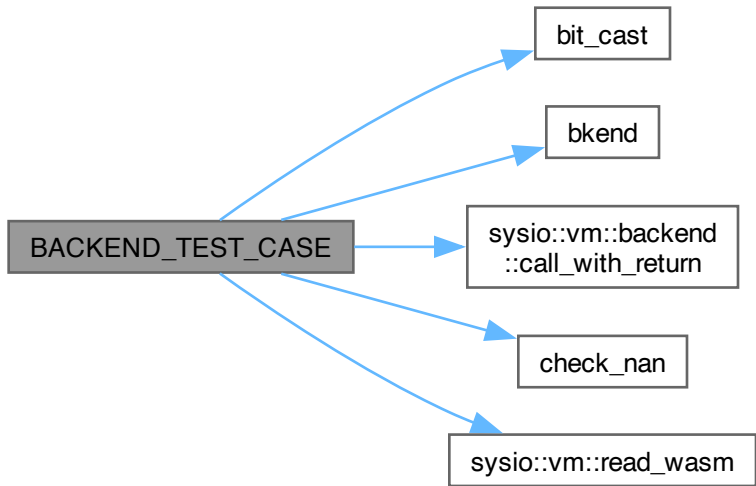 bit_cast
bkend
BACKEND_TEST_CASE
sysio::vm::backend
::call_with_return
check_nan
sysio::vm::read_wasm